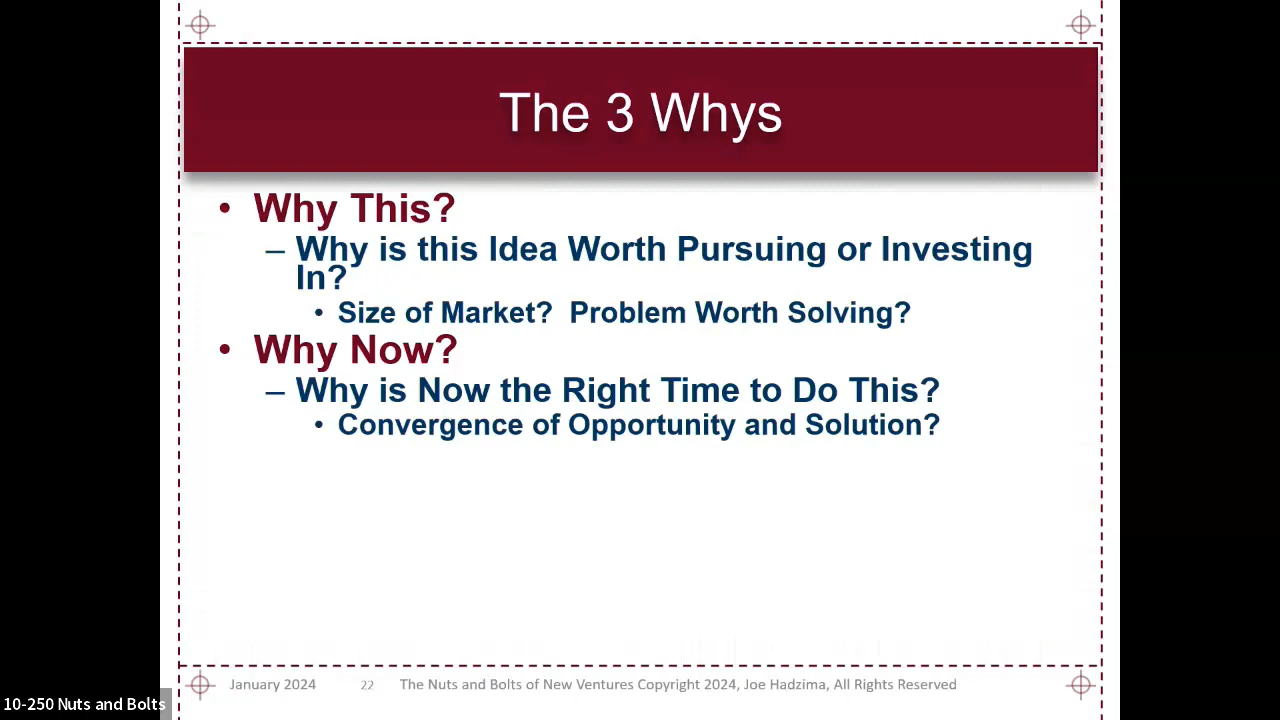 The 3 Whys
• Why This?
– Why is this Idea Worth Pursuing or Investing
In?
• Size of Market?  Problem Worth Solving?
• Why Now?
– Why is Now the Right Time to Do This?
• Convergence of Opportunity and Solution?
January 2024 22 The Nuts and Bolts of New Ventures Copyright 2024, Joe Hadzima, All Rights Reserved
10-250 Nuts and Bolts